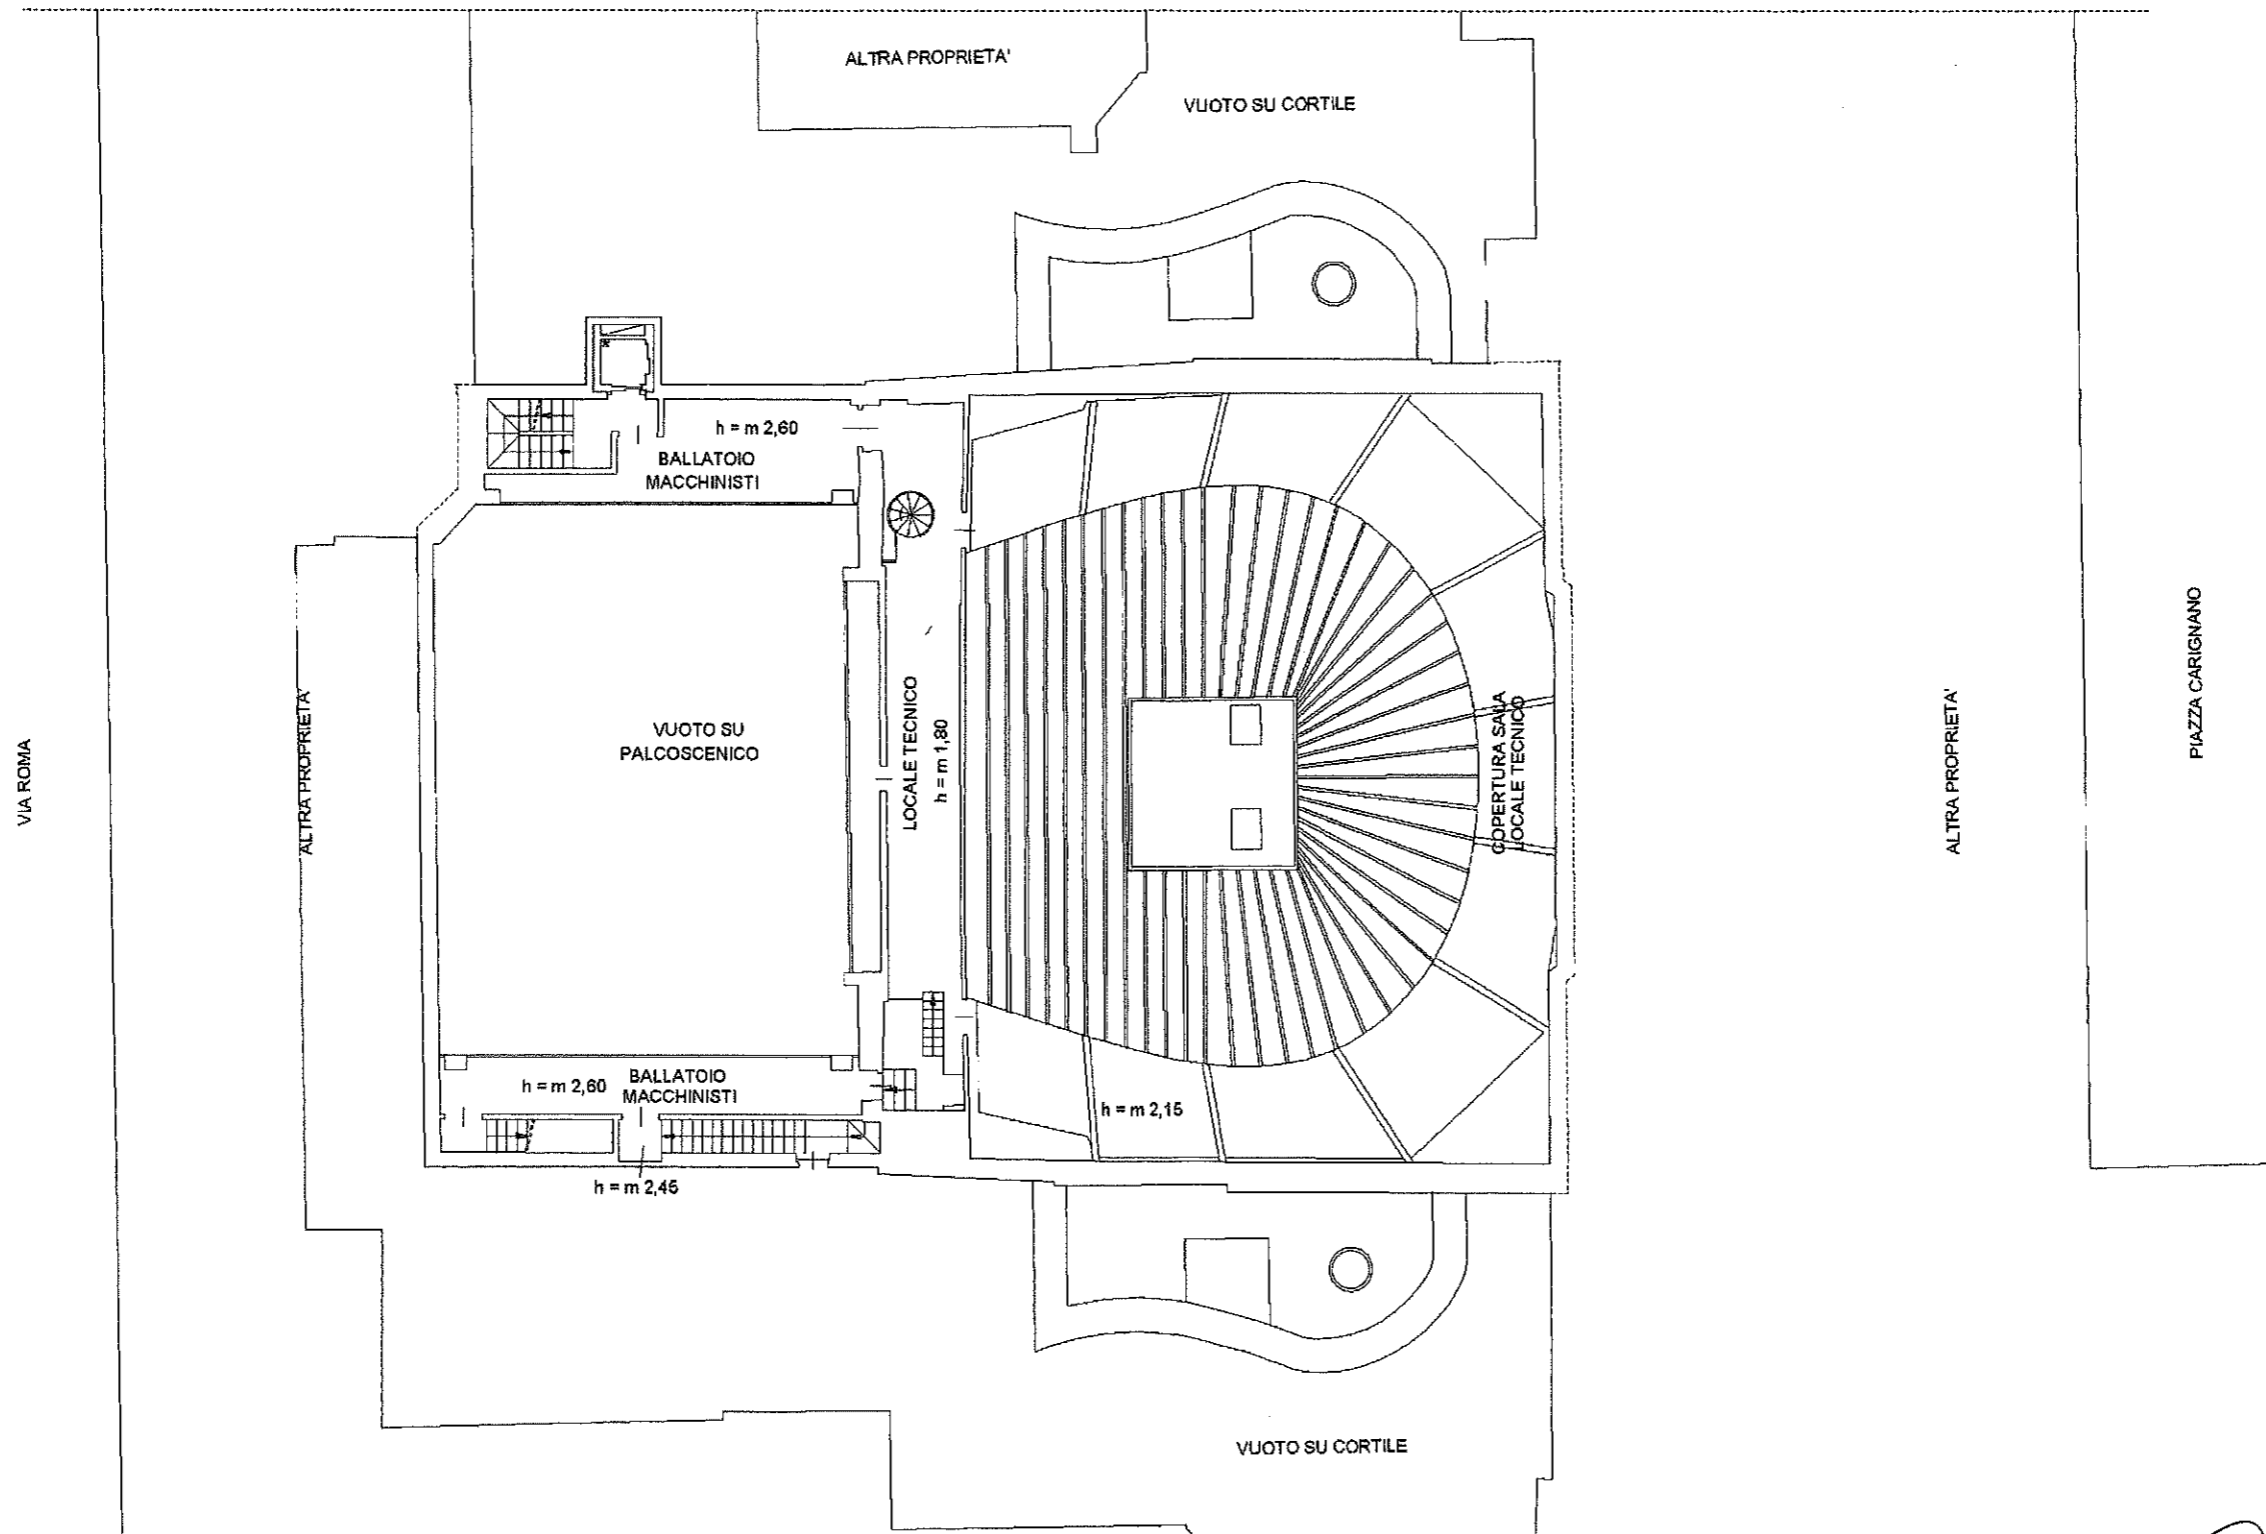 ALTRA PROPRIETA'
VUOTO SU CORTILE
h = m 2,60
BALLATOIO
MACCHINISTI
VIA ROMA
ALTRA PROPRIETA'
VUOTO SU
PALCOSCENICO
LOCALE TECNICO
h = m 1,80
COPERTURA SALA
LOCALE TECNICO
ALTRA PROPRIETA'
PIAZZA CARIGNANO
h = m 2,60
BALLATOIO
MACCHINISTI
h = m 2,15
h = m 2,45
VUOTO SU CORTILE